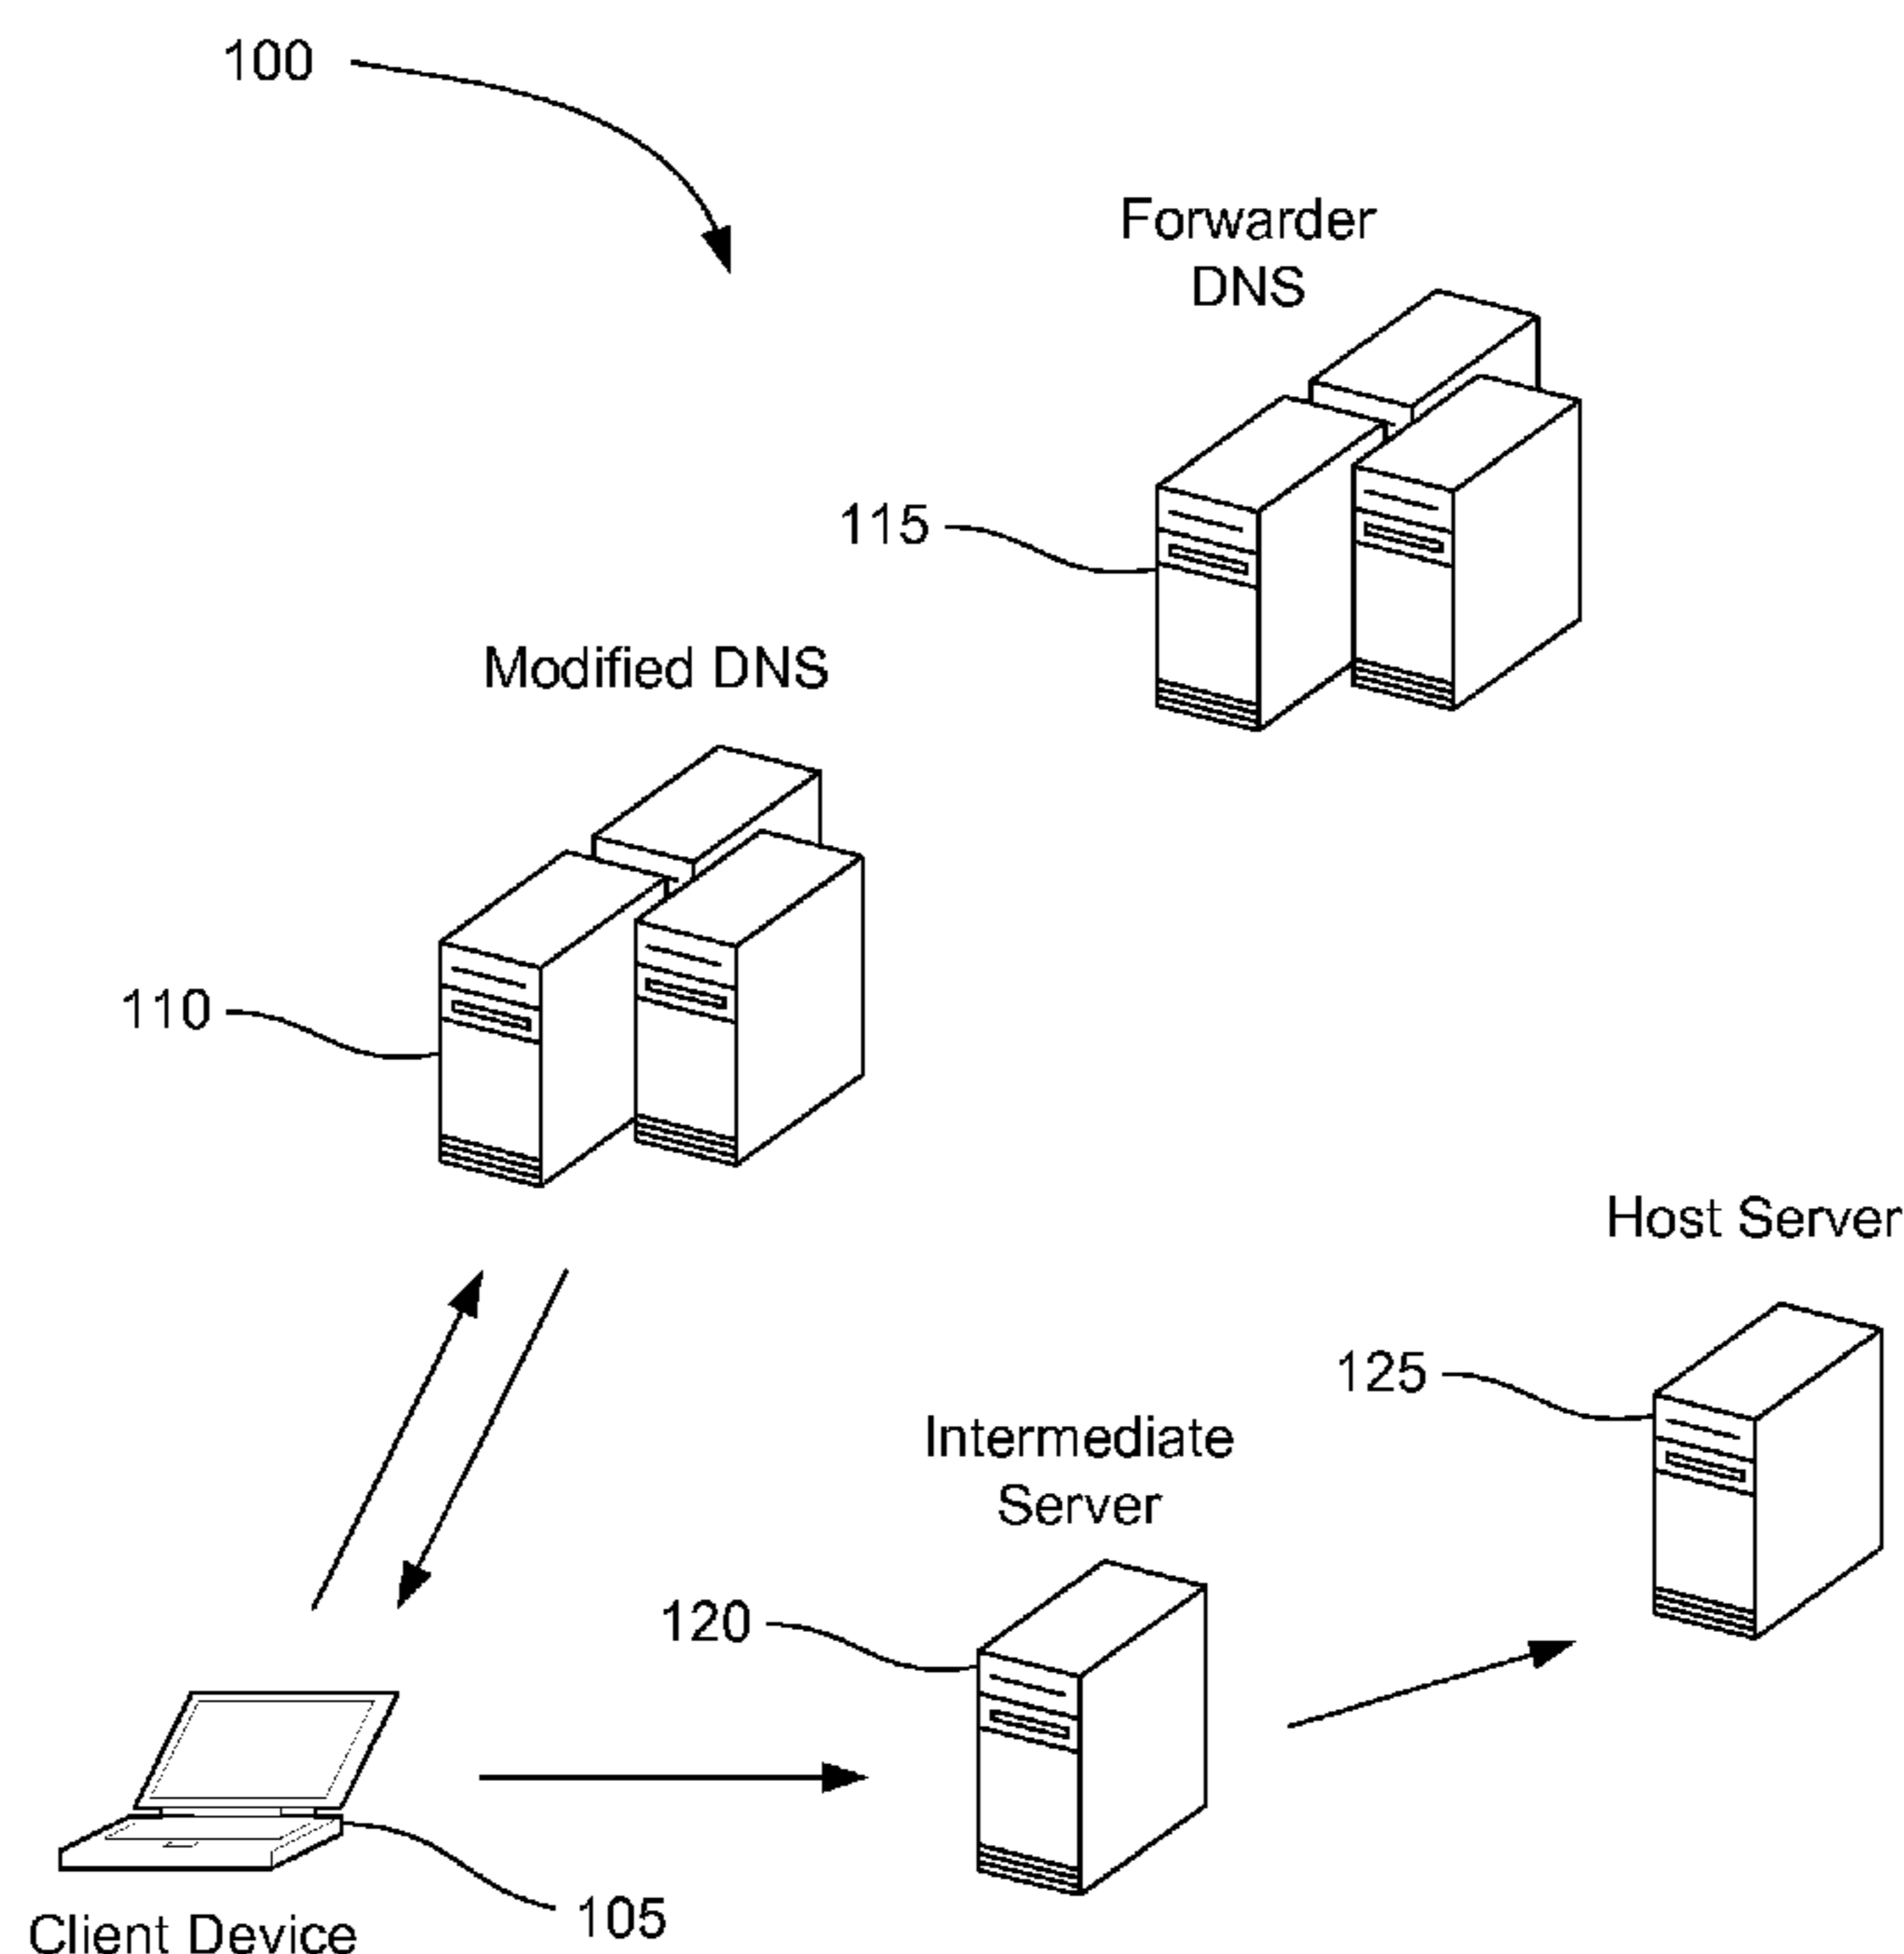 100
Forwarder
DNS
115
Modified DNS
110
Host Server
125
Intermediate
Server
120
105
Client Device